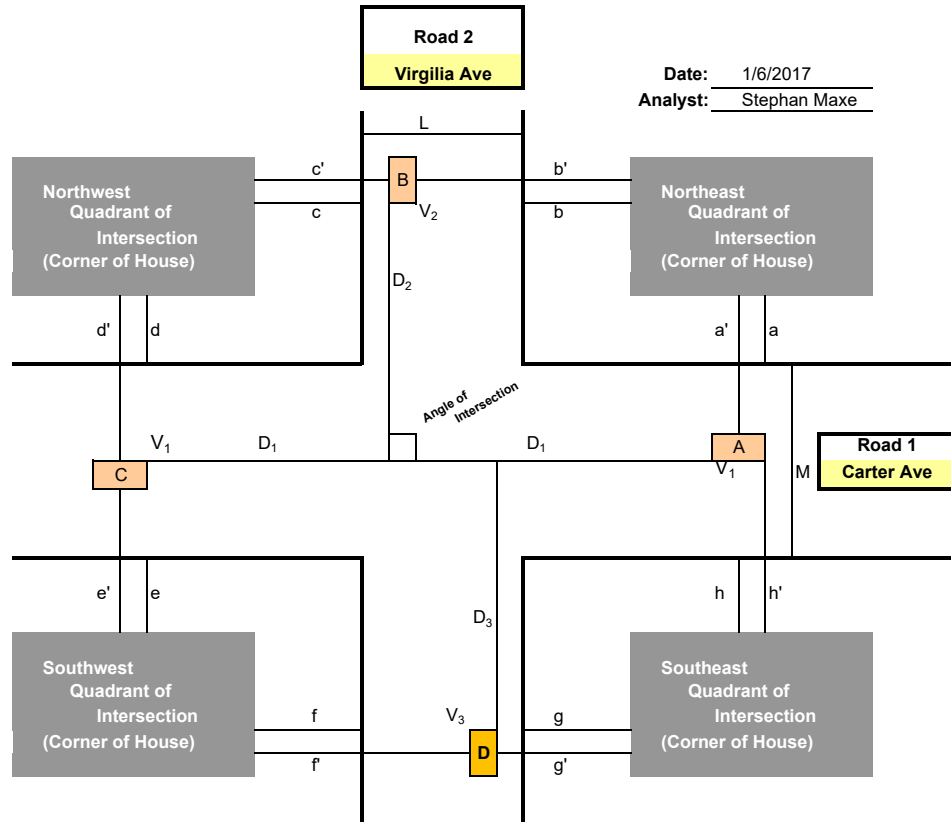 Road 2
Virgilia Ave
Date: 1/6/2017
Analyst: Stephan Maxe
L
c'
B
b'
Northwest
Quadrant of
Intersection
(Corner of House)
c
V2
b
Northeast
Quadrant of
Intersection
(Corner of House)
D2
d'
d
a'
a
Angle of
Intersection
V1
D1
D1
A
Road 1
C
V1
M
Carter Ave
e'
e
h
h'
D3
Southwest
Quadrant of
Intersection
(Corner of House)
f
V3
g
Southeast
Quadrant of
Intersection
(Corner of House)
f'
D
g'